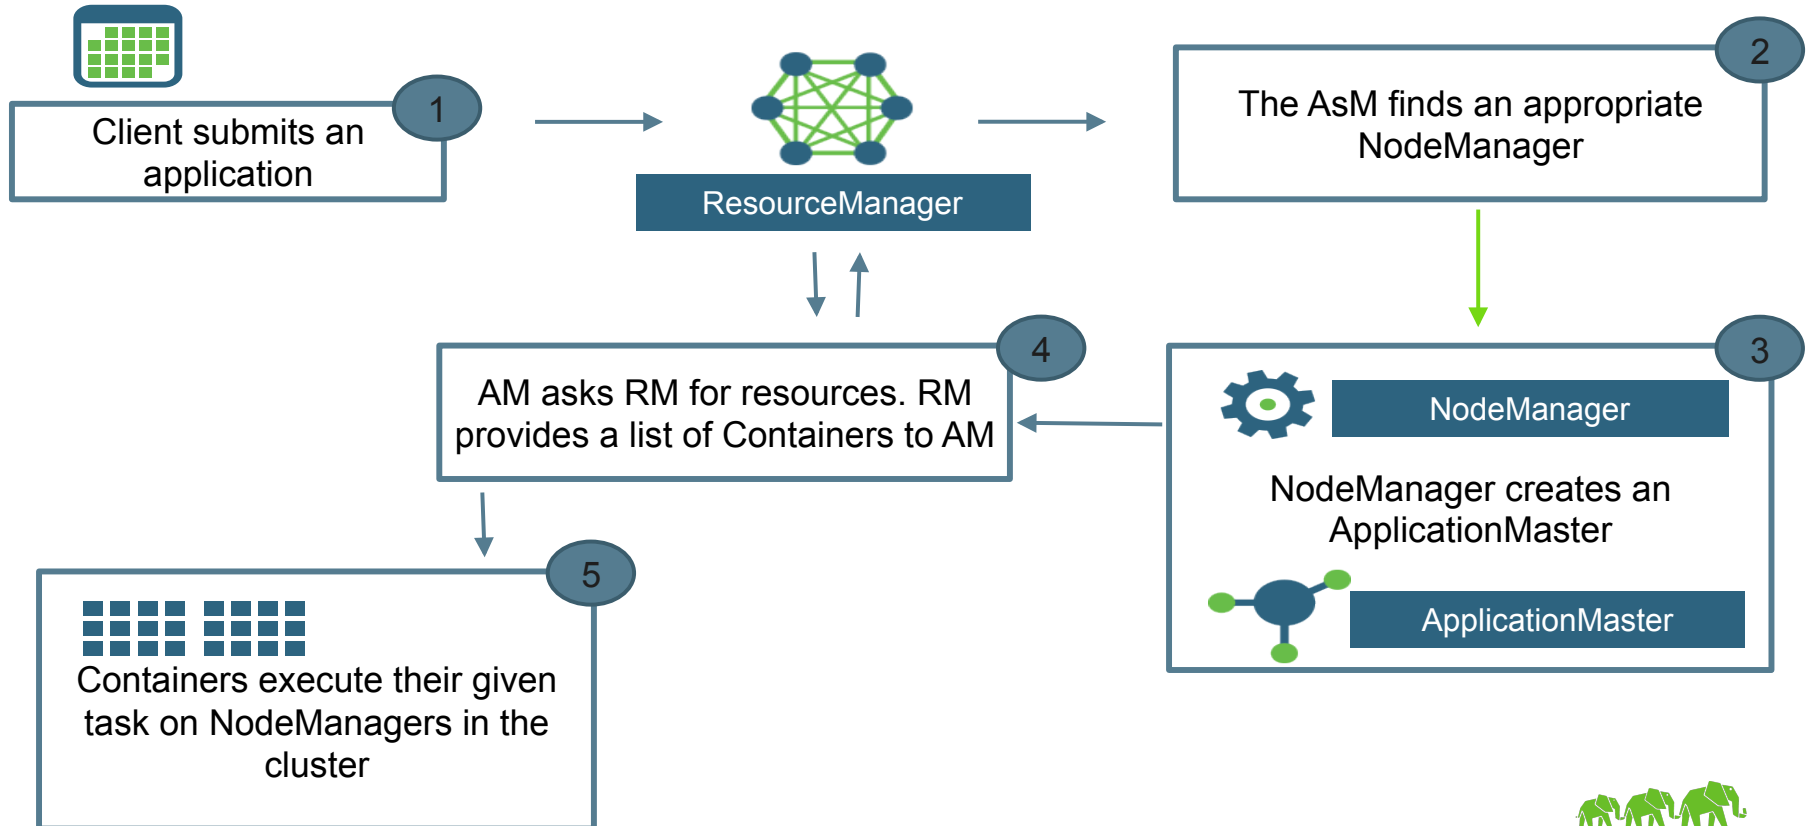 1
Client submits an
application
ResourceManager
2
The AsM finds an appropriate
NodeManager
3
NodeManager
NodeManager creates an
ApplicationMaster
ApplicationMaster
4
AM asks RM for resources. RM
provides a list of Containers to AM
5
Containers execute their given
task on NodeManagers in the
cluster